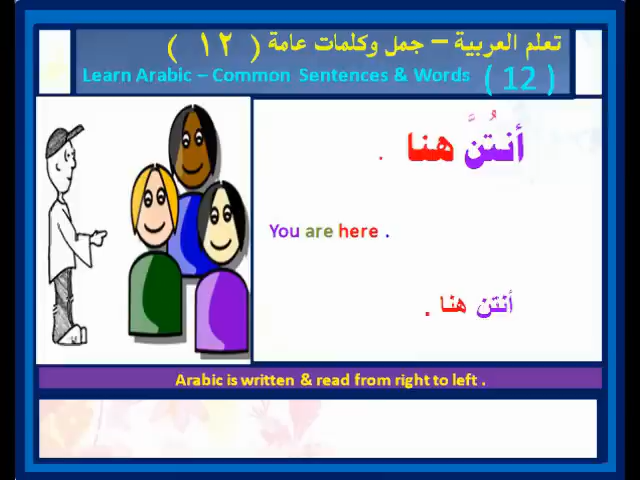 تعلم العربية – جمل وكلمات عامة ( ١٢ )
Learn Arabic – Common Sentences & Words ( 12 )
أنتُنَّ هنا .
You are here .
أنتن هنا .
Arabic is written & read from right to left .